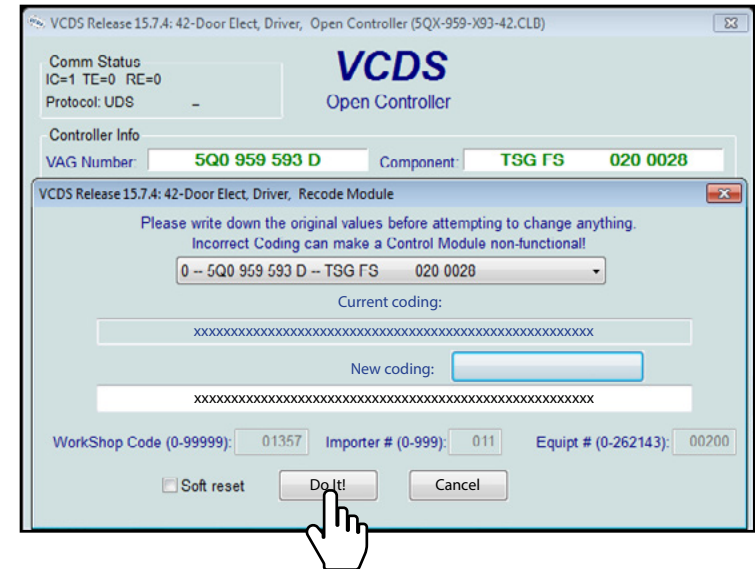 VCDS Release 15.7.4: 42-Door Elect, Driver, Open Controller (5QX-959-X93-42.CLB)
Comm Status
IC=1 TE=0 RE=0
Protocol: UDS –
VCDS
Open Controller
Controller Info
VAG Number: 5Q0 959 593 D Component: TSG FS 020 0028
VCDS Release 15.7.4: 42-Door Elect, Driver, Recode Module
Please write down the original values before attempting to change anything.
Incorrect Coding can make a Control Module non-functional!
0 -- 5Q0 959 593 D -- TSG FS 020 0028
Current coding:
xxxxxxxxxxxxxxxxxxxxxxxxxxxxxxxxxxxxxxxxxxxxxxxxxxxxxx
New coding:
xxxxxxxxxxxxxxxxxxxxxxxxxxxxxxxxxxxxxxxxxxxxxxxxxxxxxx
WorkShop Code (0-99999): 01357 Importer # (0-999): 011 Equipt # (0-262143): 00200
Soft reset Do It! Cancel